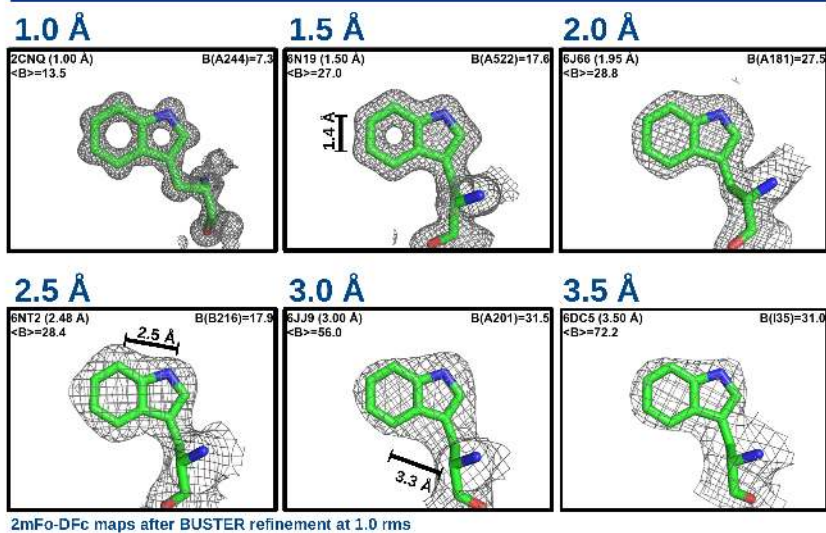 1.0 Å
1.5 Å
2.0 Å
2CNQ (1.00 Å) B(A244)=7.3
<B>=13.5
6N19 (1.50 Å) B(A522)=17.6
<B>=27.0
1.4 Å
6J66 (1.95 Å) B(A181)=27.5
<B>=28.8
2.5 Å
3.0 Å
3.5 Å
6NT2 (2.48 Å) B(B216)=17.9
<B>=28.4
2.5 Å
6JJ9 (3.00 Å) B(A201)=31.5
<B>=56.0
3.3 Å
6DC5 (3.50 Å) B(I35)=31.0
<B>=72.2
2mFo-DFc maps after BUSTER refinement at 1.0 rms